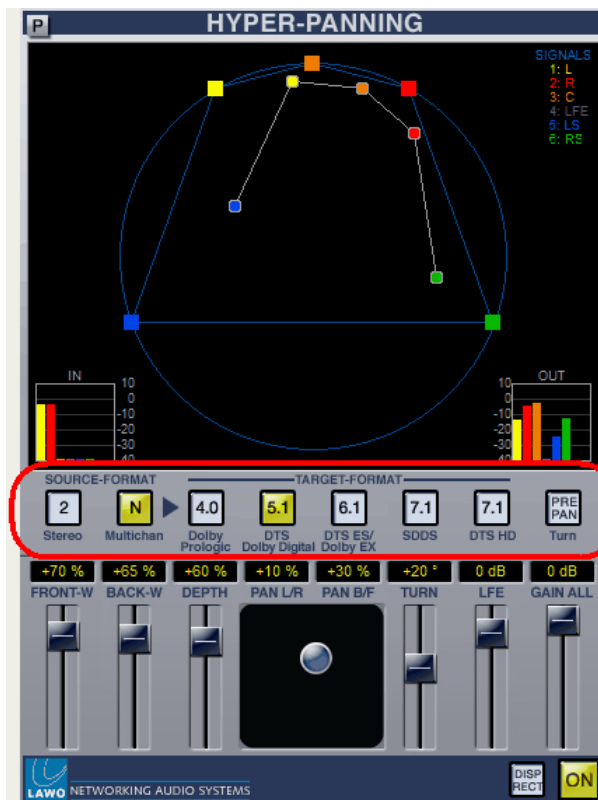 P
HYPER-PANNING
SIGNALS
1: L
2: R
3: C
4: LFE
5: LS
6: RS
IN
10
0
-10
-20
-30
-40
OUT
10
0
-10
-20
-30
-40
SOURCE-FORMAT
TARGET-FORMAT
2
N
4.0
5.1
6.1
7.1
7.1
PRE PAN
Stereo
Multichan
Dolby Prologic
DTS Dolby Digital
DTS ES/ Dolby EX
SDDS
DTS HD
Turn
+70 %
+65 %
+60 %
+10 %
+30 %
+20 °
0 dB
0 dB
FRONT-W
BACK-W
DEPTH
PAN L/R
PAN B/F
TURN
LFE
GAIN ALL
LAWO
NETWORKING AUDIO SYSTEMS
DISP RECT
ON